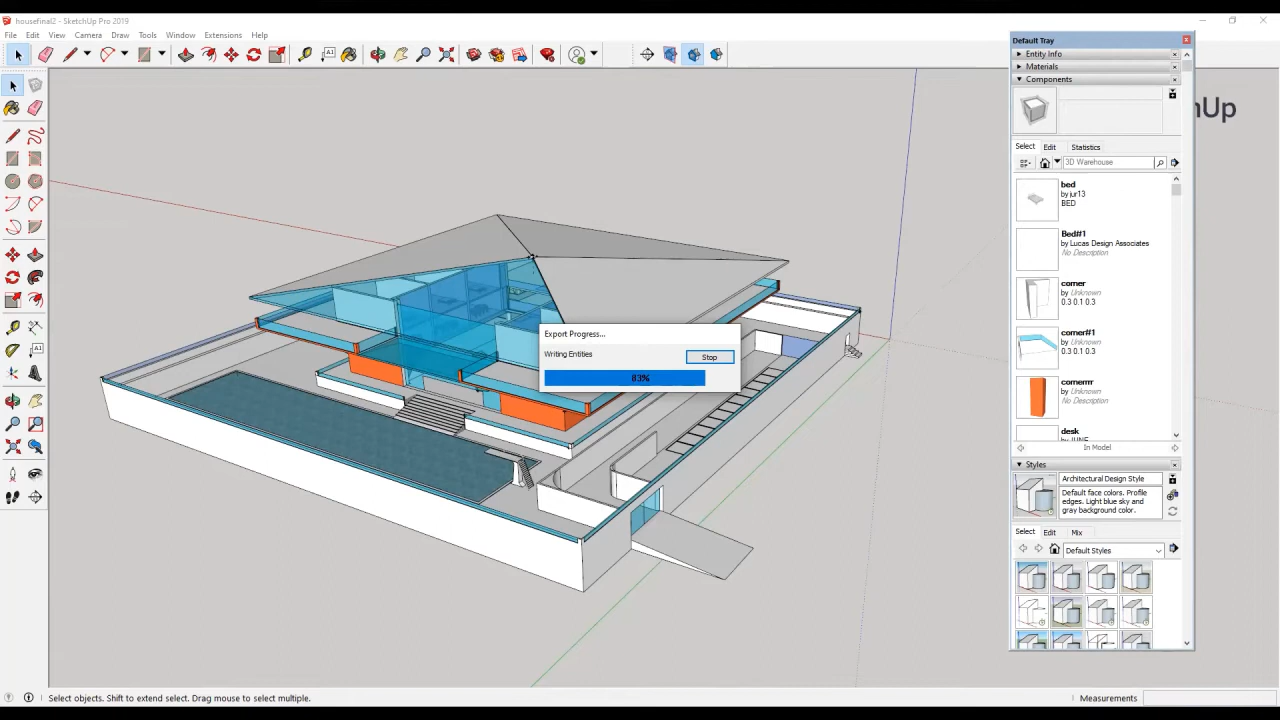 housefinal2 - SketchUp Pro 2019
File Edit View Camera Draw Tools Window Extensions Help
Default Tray
Entity Info
Materials
Components
Select Edit Statistics
3D Warehouse
bed
by jur13
BED
Bed#1
by Lucas Design Associates
No Description
corner
by Unknown
0.3 0.1 0.3
corner#1
by Unknown
0.3 0.1 0.3
cornerrrr
by Unknown
No Description
desk
In Model
Styles
Architectural Design Style
Default face colors. Profile
edges. Light blue sky and
gray background color.
Select Edit Mix
Default Styles
Export Progress...
Writing Entities
Stop
83%
Select objects. Shift to extend select. Drag mouse to select multiple.
Measurements